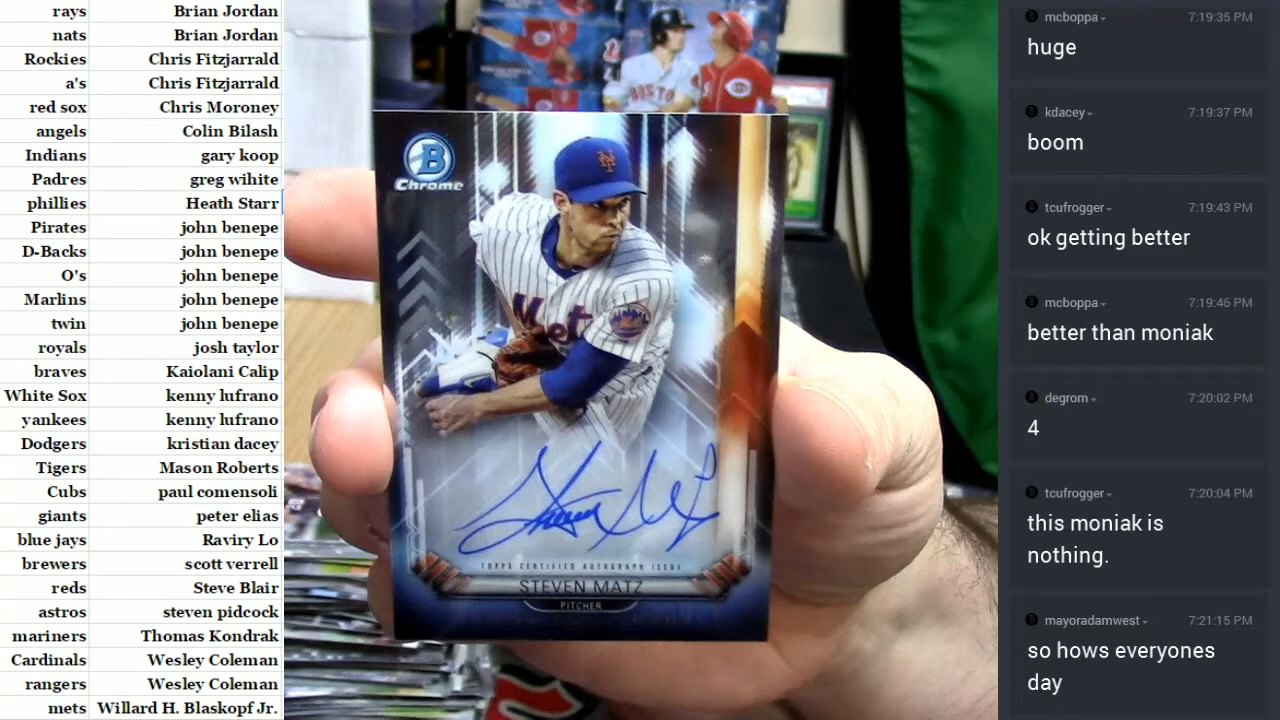 rays Brian Jordan
nats Brian Jordan
Rockies Chris Fitzjarrald
a's Chris Fitzjarrald
red sox Chris Moroney
angels Colin Bilash
Indians gary koop
Padres greg wihite
phillies Heath Starr
Pirates john benepe
D-Backs john benepe
O's john benepe
Marlins john benepe
twin john benepe
royals josh taylor
braves Kaiolani Calip
White Sox kenny lufrano
yankees kenny lufrano
Dodgers kristian dacey
Tigers Mason Roberts
Cubs paul comensoli
giants peter elias
blue jays Raviry Lo
brewers scott verrell
reds Steve Blair
astros steven pidcock
mariners Thomas Kondrak
Cardinals Wesley Coleman
rangers Wesley Coleman
mets Willard H. Blaskopf Jr.
BOSTON
B
Chrome
NY
Mets
TOPPS CERTIFIED AUTOGRAPH ISSUE
STEVEN MATZ
PITCHER
mcboppa 7:19:35 PM
huge
kdacey 7:19:37 PM
boom
tcufrogger 7:19:43 PM
ok getting better
mcboppa 7:19:46 PM
better than moniak
degrom 7:20:02 PM
4
tcufrogger 7:20:04 PM
this moniak is
nothing.
mayoradamwest 7:21:15 PM
so hows everyones
day